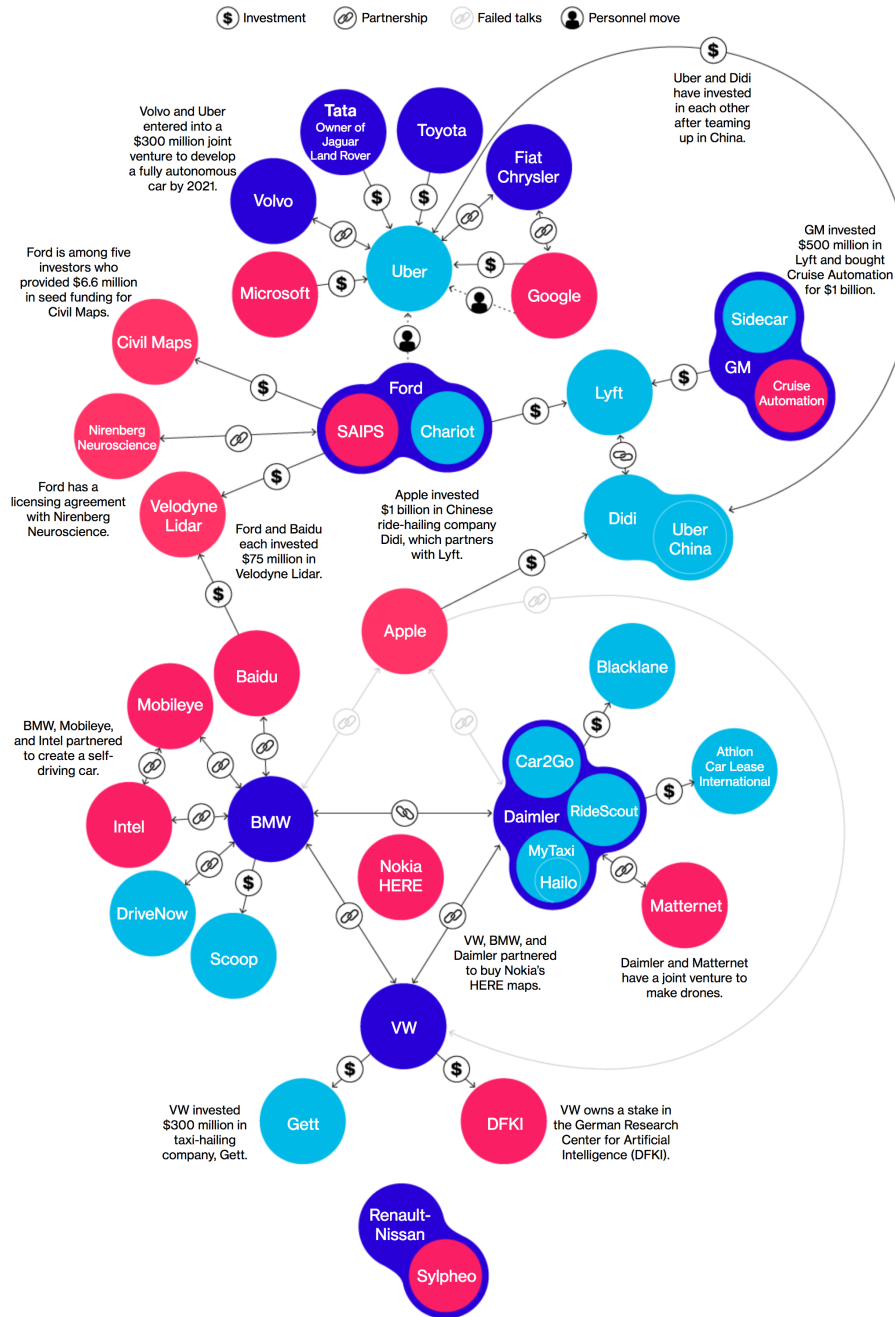 Investment
Partnership
Failed talks
Personnel move
Uber and Didi
have invested
in each other
after teaming
up in China.
Volvo and Uber
entered into a
$300 million joint
venture to develop
a fully autonomous
car by 2021.
Tata
Owner of
Jaguar
Land Rover
Toyota
Fiat
Chrysler
Volvo
Uber
Microsoft
Google
GM invested
$500 million in
Lyft and bought
Cruise Automation
for $1 billion.
Ford is among five
investors who
provided $6.6 million
in seed funding for
Civil Maps.
Civil Maps
Sidecar
GM
Cruise
Automation
Lyft
Ford
SAIPS
Chariot
Nirenberg
Neuroscience
Ford has a
licensing agreement
with Nirenberg
Neuroscience.
Velodyne
Lidar
Ford and Baidu
each invested
$75 million in
Velodyne Lidar.
Apple invested
$1 billion in Chinese
ride-hailing company
Didi, which partners
with Lyft.
Didi
Uber
China
Apple
Baidu
Blacklane
Mobileye
BMW, Mobileye,
and Intel partnered
to create a self-
driving car.
Intel
BMW
Car2Go
Daimler
RideScout
MyTaxi
Hailo
Athlon
Car Lease
International
Nokia
HERE
Matternet
DriveNow
Scoop
VW, BMW, and
Daimler partnered
to buy Nokia's
HERE maps.
Daimler and Matternet
have a joint venture to
make drones.
VW
VW invested
$300 million in
taxi-hailing
company, Gett.
Gett
DFKI
VW owns a stake in
the German Research
Center for Artificial
Intelligence (DFKI).
Renault-
Nissan
Sylpheo